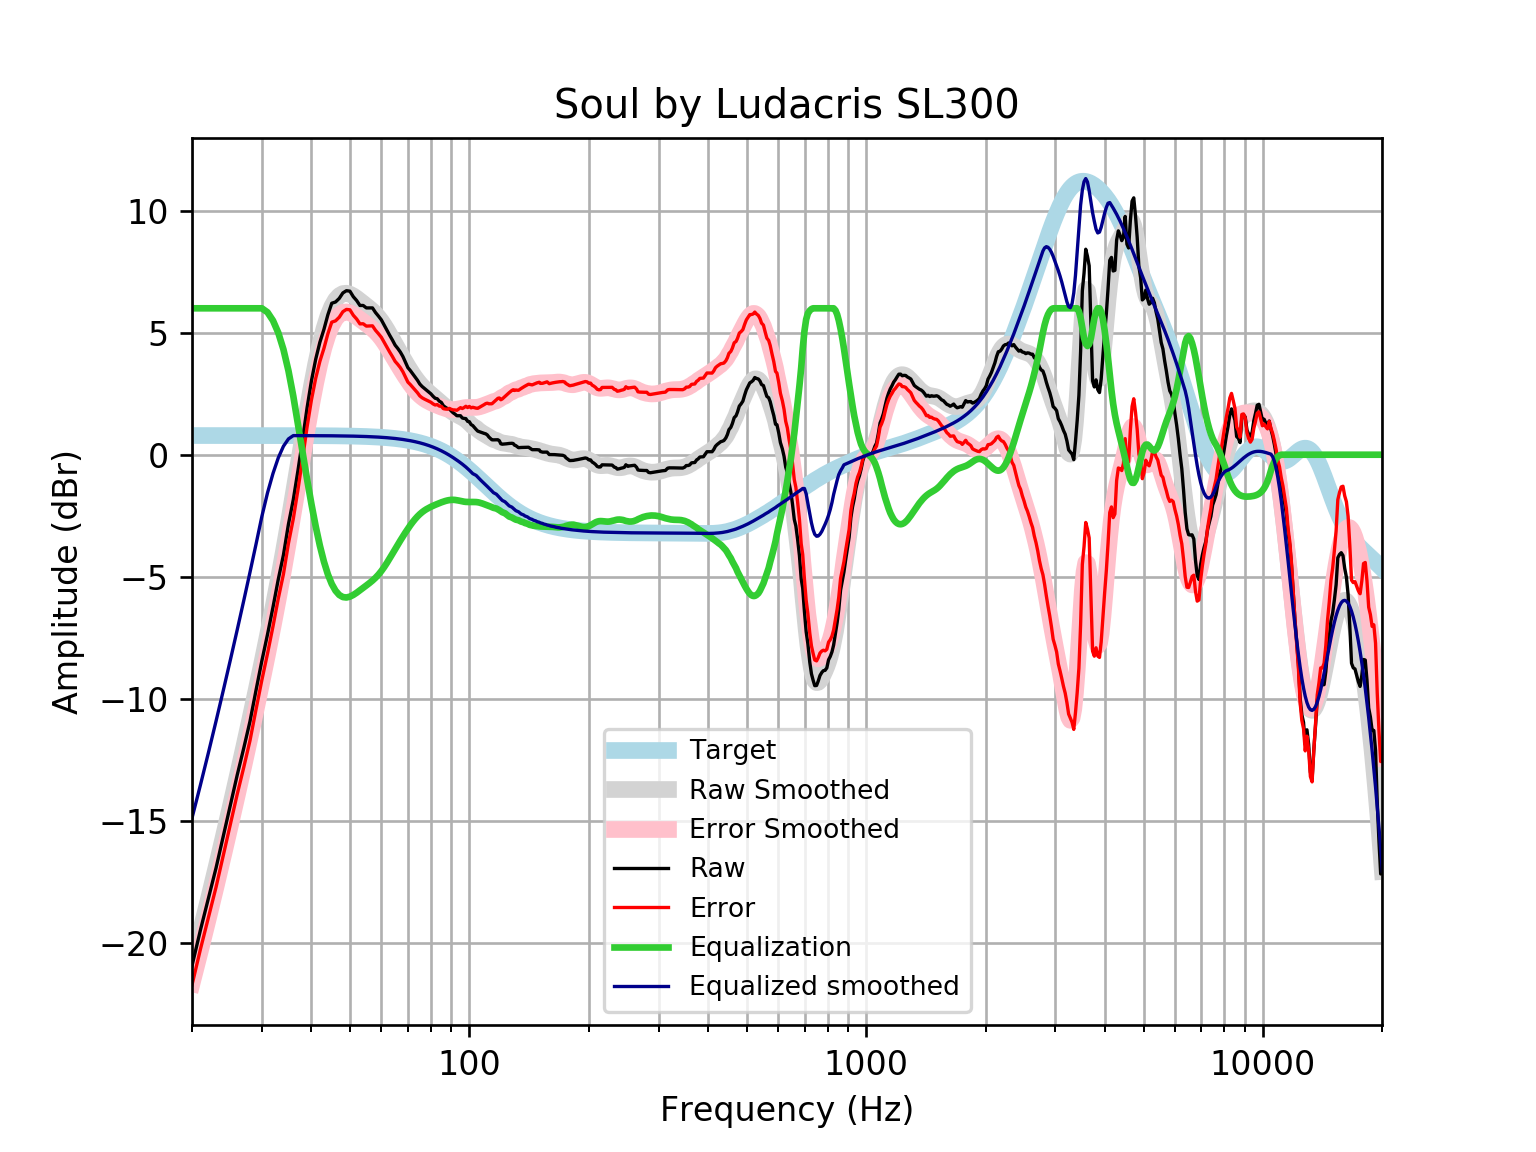 Soul by Ludacris SL300
Amplitude (dBr)
10
5
0
−5
−10
−15
−20
Target
Raw Smoothed
Error Smoothed
Raw
Error
Equalization
Equalized smoothed
100 1000 10000
Frequency (Hz)